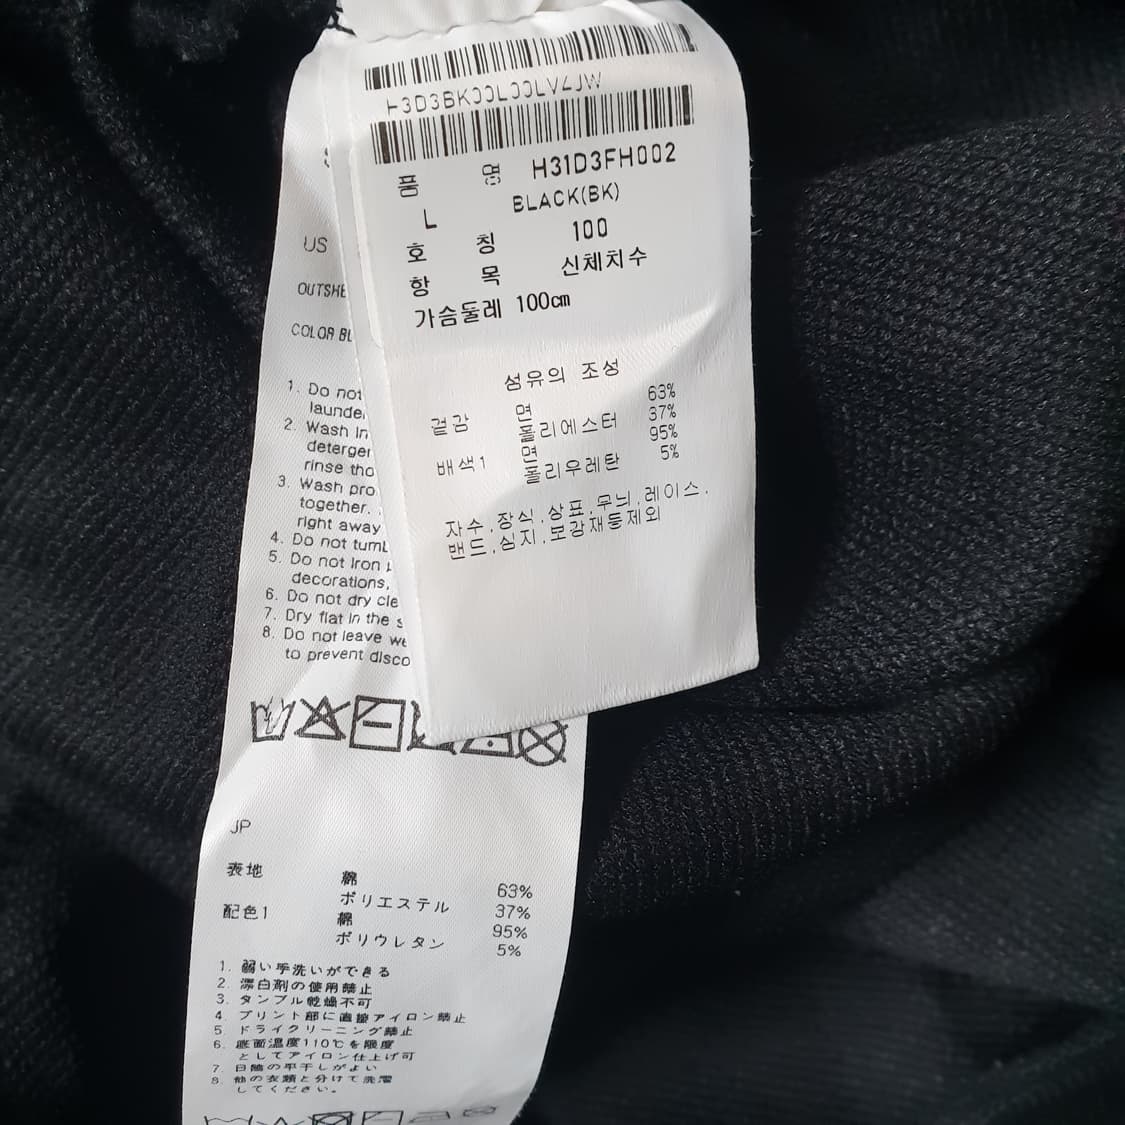 품 명 H31D3FH002
L BLACK(BK)
호 칭 100
항 목 신체치수
가슴둘레 100㎝
섬유의 조성
겉감 면 63%
폴리에스터 37%
배색1 면 95%
폴리우레탄 5%
자수.장식.상표.무늬.레이스.
밴드.심지.보강재등제외
US
OUTSHE
COLOR BL
1. Do not
launde
2. Wash in
deterger
rinse tho
3. Wash pro
together.
right away
4. Do not tumb
5. Do not iron
decorations,
6. Do not dry cle
7. Dry flat in the s
8. Do not leave we
to prevent disco
JP
表地 綿 63%
ポリエステル 37%
配色1 綿 95%
ポリウレタン 5%
1. 弱い手洗いができる
2. 漂白剤の使用禁止
3. タンブル乾燥不可
4. プリント部に直接アイロン禁止
5. ドライクリーニング禁止
6. 底面温度110℃を限度
としてアイロン仕上げ可
7. 日陰の平干しがよい
8. 他の衣類と分けて洗濯
してください。